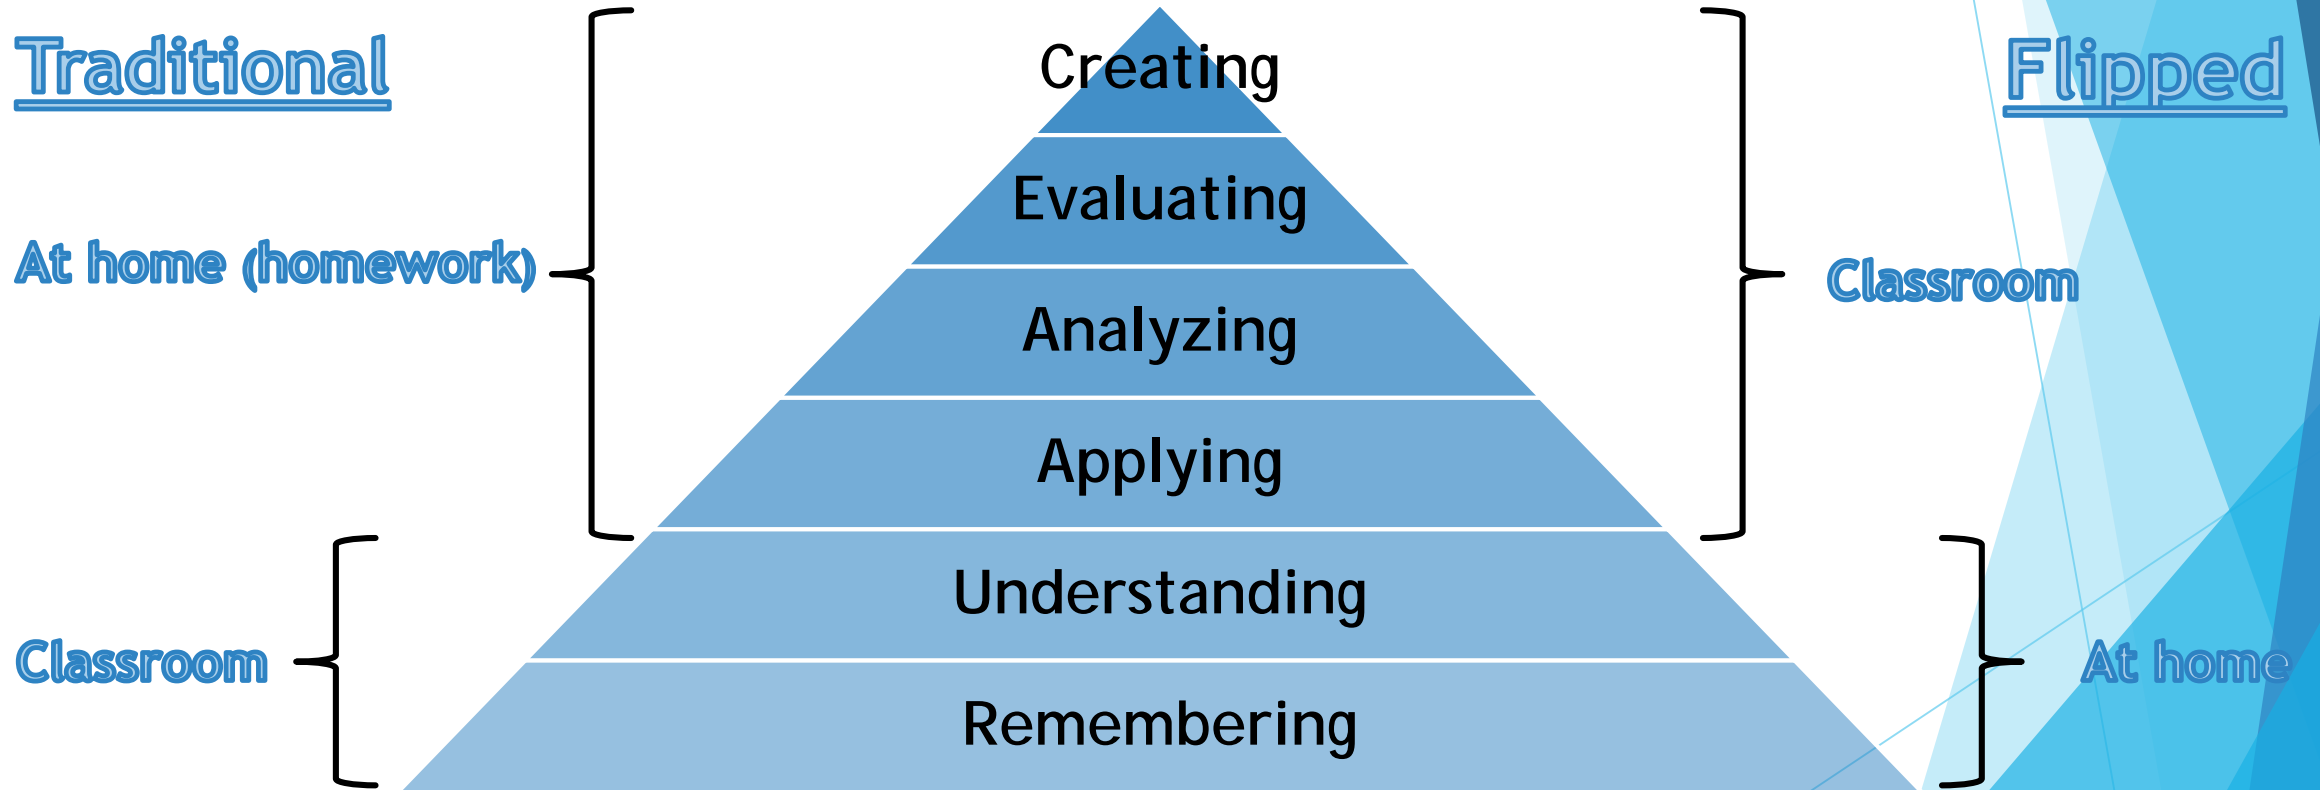 Traditional
Flipped
Creating
Evaluating
At home (homework)
Classroom
Analyzing
Applying
Understanding
Classroom
At home
Remembering